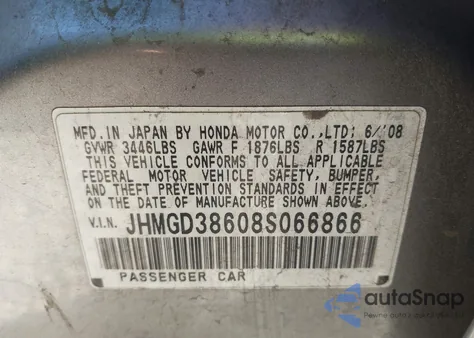 MFD. IN JAPAN BY HONDA MOTOR CO.,LTD: 6/'08
GVWR 3446LBS GAWR F 1876LBS R 1587LBS
THIS VEHICLE CONFORMS TO ALL APPLICABLE
FEDERAL MOTOR VEHICLE SAFETY, BUMPER,
AND THEFT PREVENTION STANDARDS IN EFFECT
ON THE DATE OF MANUFACTURE SHOWN ABOVE.
V.I.N. JHMGD38608S066866
PASSENGER CAR
autoSnap